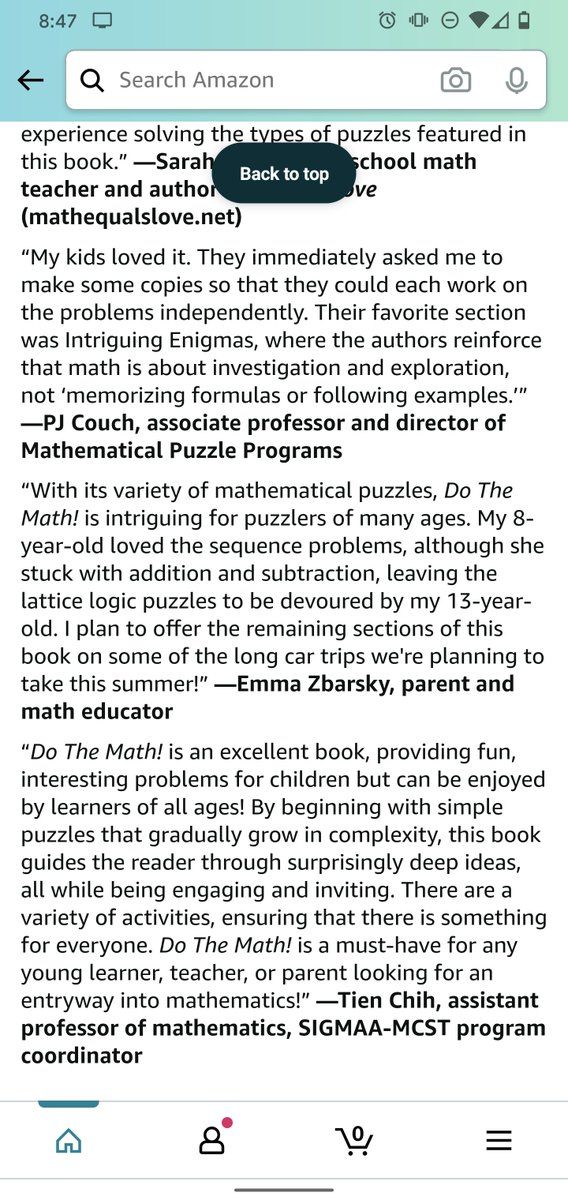 8:47
Search Amazon
experience solving the types of puzzles featured in
this book.” —Sarah school math
teacher and author ove
(mathequalslove.net)
Back to top
“My kids loved it. They immediately asked me to
make some copies so that they could each work on
the problems independently. Their favorite section
was Intriguing Enigmas, where the authors reinforce
that math is about investigation and exploration,
not ‘memorizing formulas or following examples.’”
—PJ Couch, associate professor and director of
Mathematical Puzzle Programs
“With its variety of mathematical puzzles, Do The
Math! is intriguing for puzzlers of many ages. My 8-
year-old loved the sequence problems, although she
stuck with addition and subtraction, leaving the
lattice logic puzzles to be devoured by my 13-year-
old. I plan to offer the remaining sections of this
book on some of the long car trips we're planning to
take this summer!” —Emma Zbarsky, parent and
math educator
“Do The Math! is an excellent book, providing fun,
interesting problems for children but can be enjoyed
by learners of all ages! By beginning with simple
puzzles that gradually grow in complexity, this book
guides the reader through surprisingly deep ideas,
all while being engaging and inviting. There are a
variety of activities, ensuring that there is something
for everyone. Do The Math! is a must-have for any
young learner, teacher, or parent looking for an
entryway into mathematics!” —Tien Chih, assistant
professor of mathematics, SIGMAA-MCST program
coordinator
0